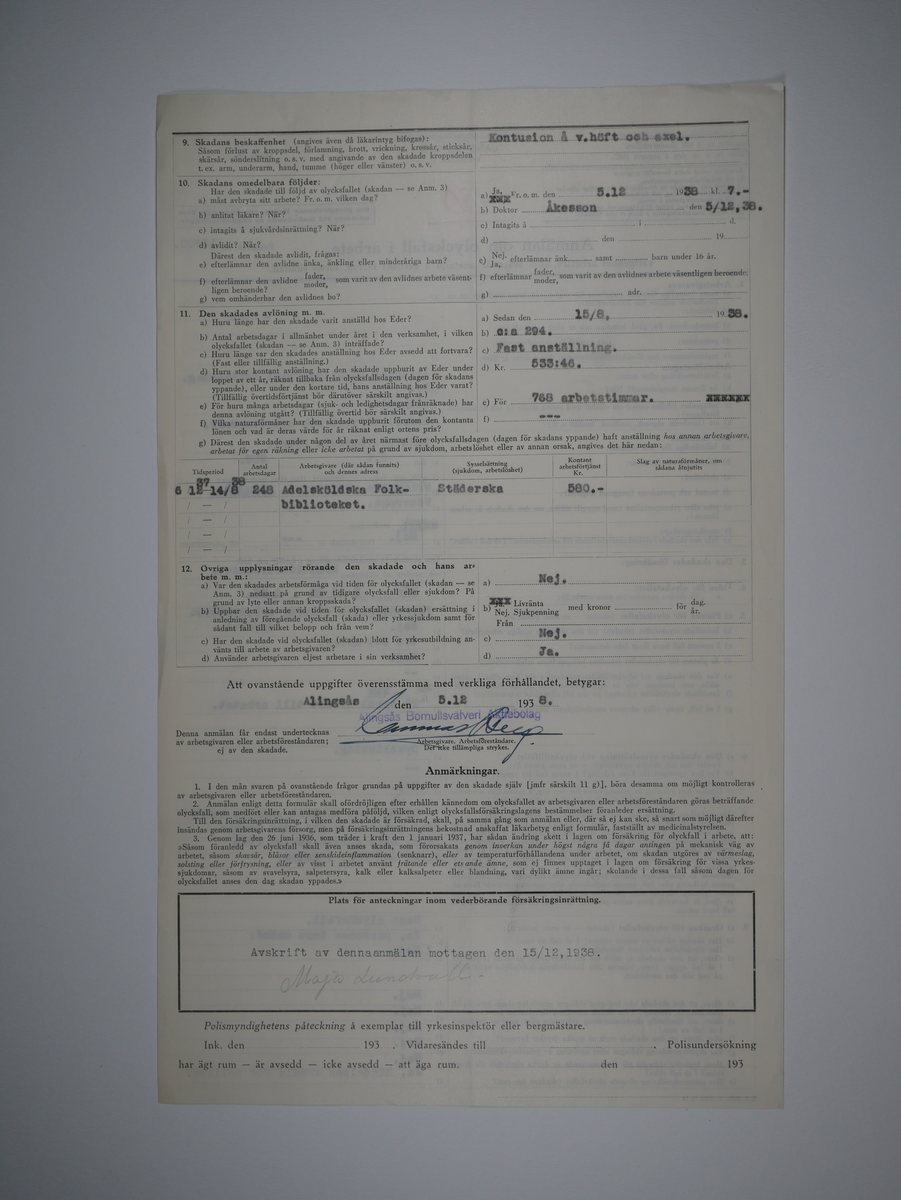 9. Skadans beskaffenhet (angives även då läkarintyg bifogas):
Såsom förlust av kroppsdel, förlamning, brott, vrickning, krossår, sticksår,
skärsår, sönderslitning o. s. v. med angivande av den skadade kroppsdelen
t. ex. arm, underarm, hand, tumme (höger eller vänster) o. s. v.
Kontusion å v.höft och axel.
10. Skadans omedelbara följder:
Har den skadade till följd av olycksfallet (skadan — se Anm. 3)
a) måst avbryta sitt arbete? Fr. o. m. vilken dag?
a) Ja, Fr. o. m. den 5.12 1938 kl. 7.-
b) anlitat läkare? När?
b) Doktor Åkesson den 5/12,38.
c) intagits å sjukvårdsinrättning? När?
c) Intagits å i d.
d) avlidit? När?
d) den 19
Därest den skadade avlidit, frågas:
e) efterlämnar den avlidne änka, änkling eller minderåriga barn?
e) Nej. Ja, efterlämnar änk samt barn under 16 år.
f) efterlämnar den avlidne fader, moder, som varit av den avlidnes arbete väsentligen beroende?
f) efterlämnar fader, moder, som varit av den avlidnes arbete väsentligen beroende:
g) vem omhänderhar den avlidnes bo?
g) adr.
11. Den skadades avlöning m. m.
a) Huru länge har den skadade varit anställd hos Eder?
a) Sedan den 15/8, 1938.
b) Antal arbetsdagar i allmänhet under året i den verksamhet, i vilken
olycksfallet (skadan — se Anm. 3) inträffade?
b) c:a 294.
c) Huru länge var den skadades anställning hos Eder avsedd att fortvara?
(Fast eller tillfällig anställning.)
c) Fast anställning.
d) Huru stor kontant avlöning har den skadade uppburit av Eder under
loppet av ett år, räknat tillbaka från olycksfallsdagen (dagen för skadans
yppande), eller under den kortare tid, hans anställning hos Eder varat?
(Tillfällig övertidsförtjänst bör därutöver särskilt angivas.)
d) Kr. 533:46.
e) För huru många arbetsdagar (sjuk- och ledighetsdagar frånräknade) har
denna avlöning utgått? (Tillfällig övertid bör särskilt angivas.)
e) För 768 arbetstimmar. xxxxxx
f) Vilka naturaförmåner har den skadade uppburit förutom den kontanta
lönen och vad är deras värde för år räknat enligt ortens pris?
f) ---
g) Därest den skadade under någon del av året närmast före olycksfallsdagen (dagen för skadans yppande) haft anställning hos annan arbetsgivare,
arbetat för egen räkning eller icke arbetat på grund av sjukdom, arbetslöshet eller av annan orsak, angives det här nedan:
Tidsperiod Antal arbetsdagar Arbetsgivare (där sådan funnits) och dennes adress Sysselsättning (sjukdom, arbetslöshet) Kontant arbetsförtjänst Kr. Slag av naturaförmåner, om sådana åtnjutits
37 38
6 12-14/8 248 Adelsköldska Folk- Städerska 580.-
/ — / biblioteket.
/ — /
/ — /
12. Övriga upplysningar rörande den skadade och hans arbete m. m.:
a) Var den skadades arbetsförmåga vid tiden för olycksfallet (skadan — se
Anm. 3) nedsatt på grund av tidigare olycksfall eller sjukdom? På
grund av lyte eller annan kroppsskada?
a) Nej.
b) Uppbar den skadade vid tiden för olycksfallet (skadan) ersättning i
anledning av föregående olycksfall (skada) eller yrkessjukdom samt för
sådant fall till vilket belopp och från vem?
b) xxx Livränta Nej. Sjukpenning med kronor för dag. år.
Från
c) Har den skadade vid olycksfallet (skadan) blott för yrkesutbildning använts till arbete av arbetsgivaren?
c) Nej.
d) Använder arbetsgivaren eljest arbetare i sin verksamhet?
d) Ja.
Att ovanstående uppgifter överensstämma med verkliga förhållandet, betygar:
Alingsås den 5.12 1938.
Alingsås Bomullsväfveri Aktiebolag
Denna anmälan får endast undertecknas
av arbetsgivaren eller arbetsföreståndaren;
ej av den skadade.
Arbetsgivare. Arbetsföreståndare.
Det icke tillämpliga strykes.
Anmärkningar.
1. I den mån svaren på ovanstående frågor grundas på uppgifter av den skadade själv [jmfr särskilt 11 g)], böra desamma om möjligt kontrolleras
av arbetsgivaren eller arbetsföreståndaren.
2. Anmälan enligt detta formulär skall ofördröjligen efter erhållen kännedom om olycksfallet av arbetsgivaren eller arbetsföreståndaren göras beträffande
olycksfall, som medfört eller kan antagas medföra påföljd, vilken enligt olycksfallsförsäkringslagens bestämmelser föranleder ersättning.
Till den försäkringsinrättning, i vilken den skadade är försäkrad, skall, på samma gång som anmälan eller, där så ej kan ske, så snart som möjligt därefter
insändas genom arbetsgivarens försorg, men på försäkringsinrättningens bekostnad anskaffat läkarbetyg enligt formulär, fastställt av medicinalstyrelsen.
3. Genom lag den 26 juni 1936, som träder i kraft den 1 januari 1937, har sådan ändring skett i lagen om försäkring för olycksfall i arbete, att:
»Såsom föranledd av olycksfall skall även anses skada, som förorsakats genom inverkan under högst några få dagar antingen på mekanisk väg av
arbetet, såsom skavsår, blåsor eller senskideinflammation (senknarr), eller av temperaturförhållandena under arbetet, om skadan utgöres av värmeslag,
solsting eller förfrysning, eller av visst i arbetet använt frätande eller etsande ämne, som ej finnes upptaget i lagen om försäkring för vissa yrkessjukdomar, såsom av svavelsyra, salpetersyra, kalk eller kalksalpeter eller blandning, vari dylikt ämne ingår; skolande i dessa fall såsom dagen för
olycksfallet anses den dag skadan yppades.»
Plats för anteckningar inom vederbörande försäkringsinrättning.
Avskrift av dennaanmälan mottagen den 15/12,1938.
Maja Lundvall.
Polismyndighetens påteckning å exemplar till yrkesinspektör eller bergmästare.
Ink. den 193 . Vidaresändes till . Polisundersökning
har ägt rum — är avsedd — icke avsedd — att äga rum. den 193